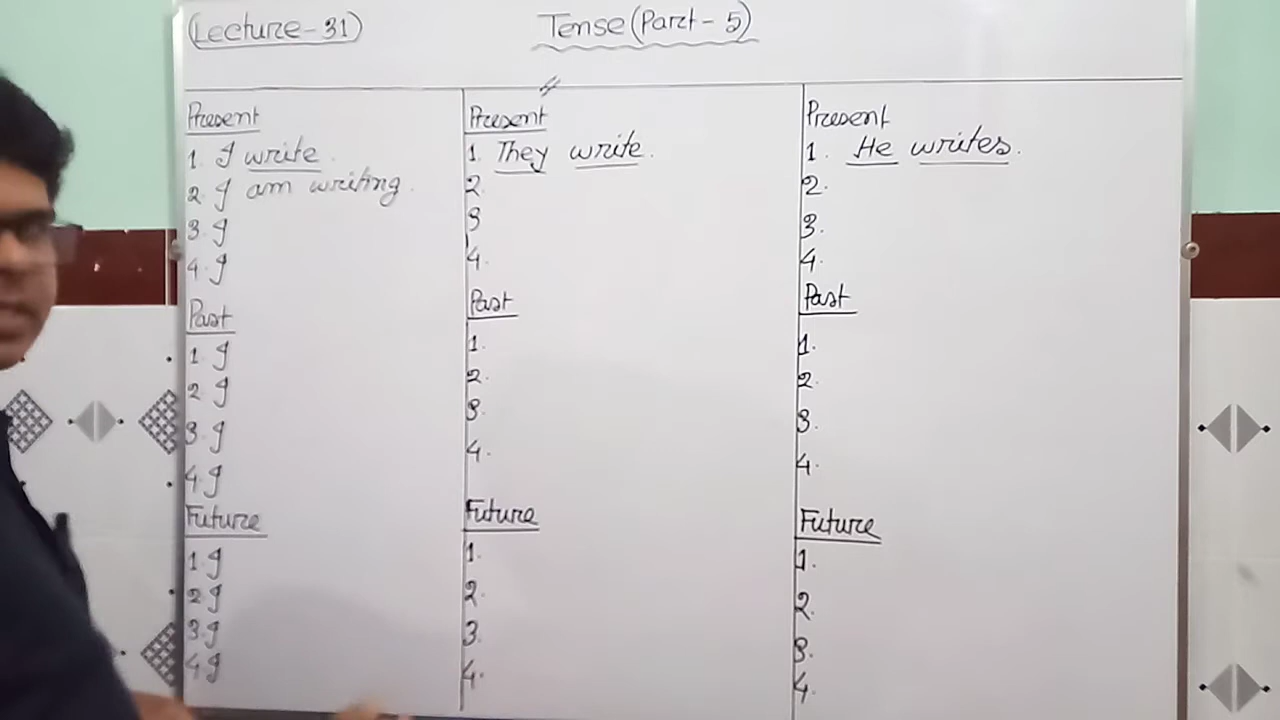 (Lecture-31)
Tense (Part-5)
Present
1. I write.
2. I am writing.
3. I
4. I
Past
1. I
2 I
3. I
4. I
Future
1. I
2 I
3. I
4 I
Present
1. They write.
2.
3
4.
Past
1.
2.
3.
4.
Future
1.
2.
3.
4.
Present
1. He writes.
2.
3.
4.
Past
1.
2.
3.
4.
Future
1.
2.
3.
4.